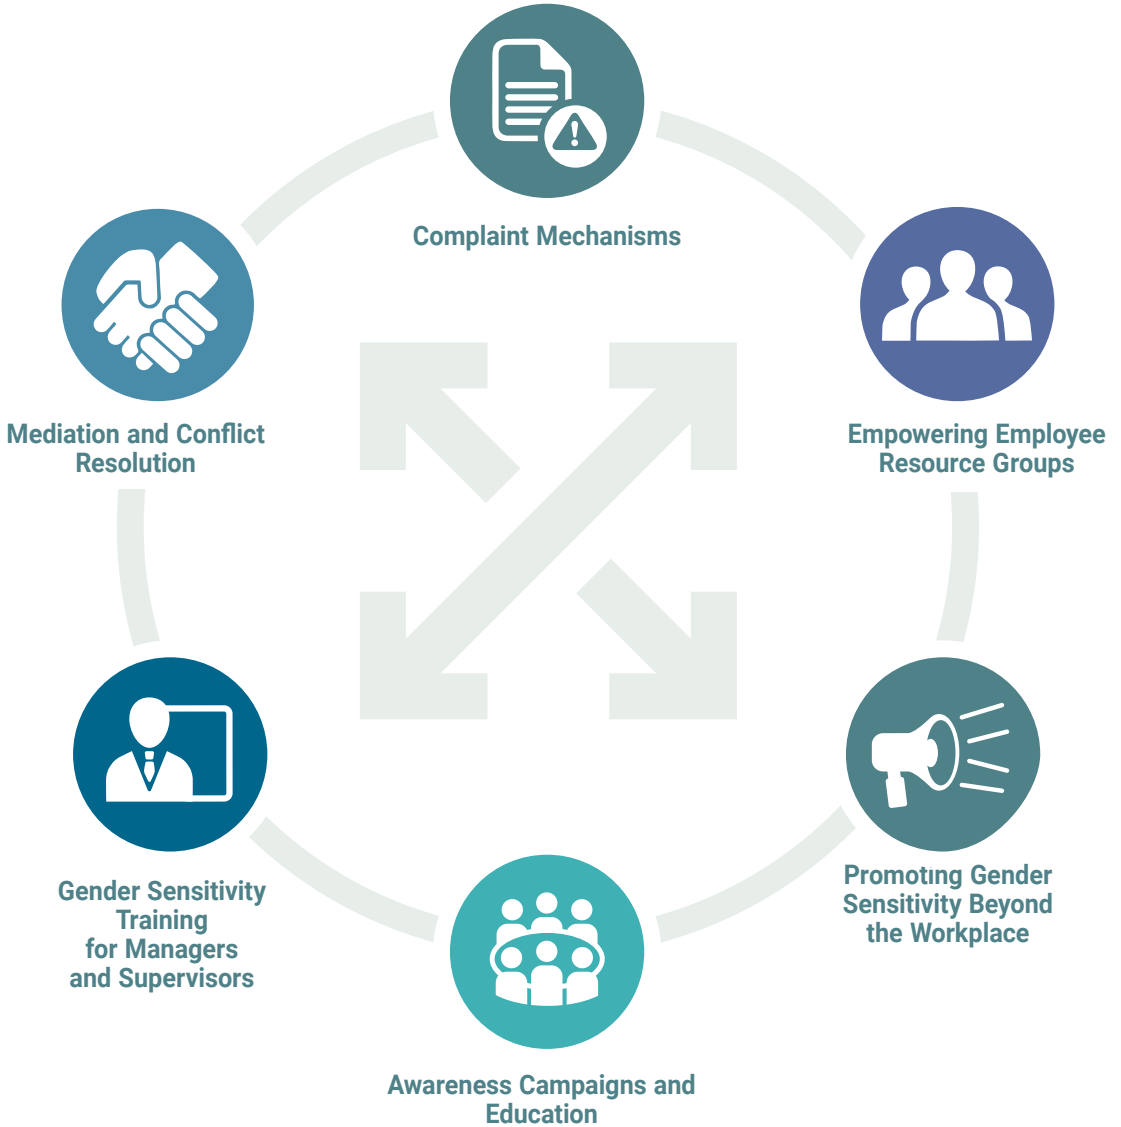 Complaint Mechanisms
Mediation and Conflict
Resolution
Empowering Employee
Resource Groups
Gender Sensitivity
Training
for Managers
and Supervisors
Promoting Gender
Sensitivity Beyond
the Workplace
Awareness Campaigns and
Education